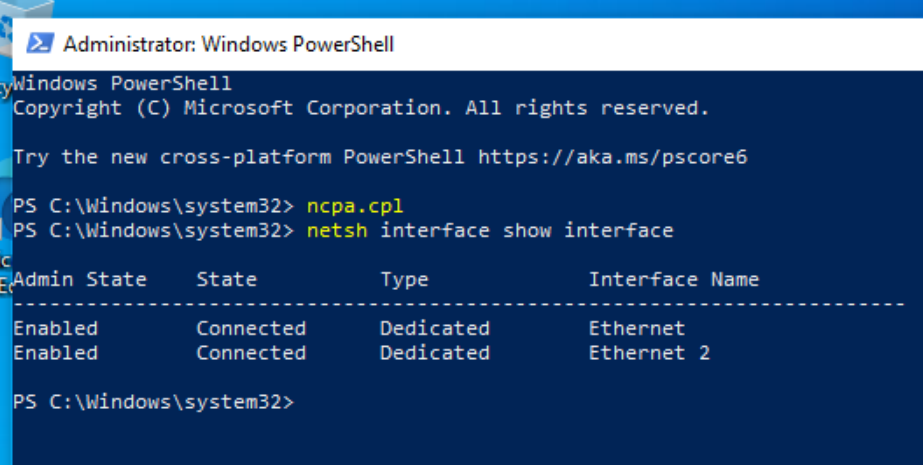 Administrator: Windows PowerShell
Windows PowerShell
Copyright (C) Microsoft Corporation. All rights reserved.
Try the new cross-platform PowerShell https://aka.ms/pscore6
PS C:\Windows\system32> ncpa.cpl
PS C:\Windows\system32> netsh interface show interface
Admin State    State          Type             Interface Name
-------------------------------------------------------------------------
Enabled        Connected      Dedicated        Ethernet
Enabled        Connected      Dedicated        Ethernet 2
PS C:\Windows\system32>